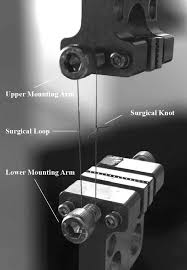 Upper Mounting Arm
Surgical Knot
Surgical Loop
Lower Mounting Arm